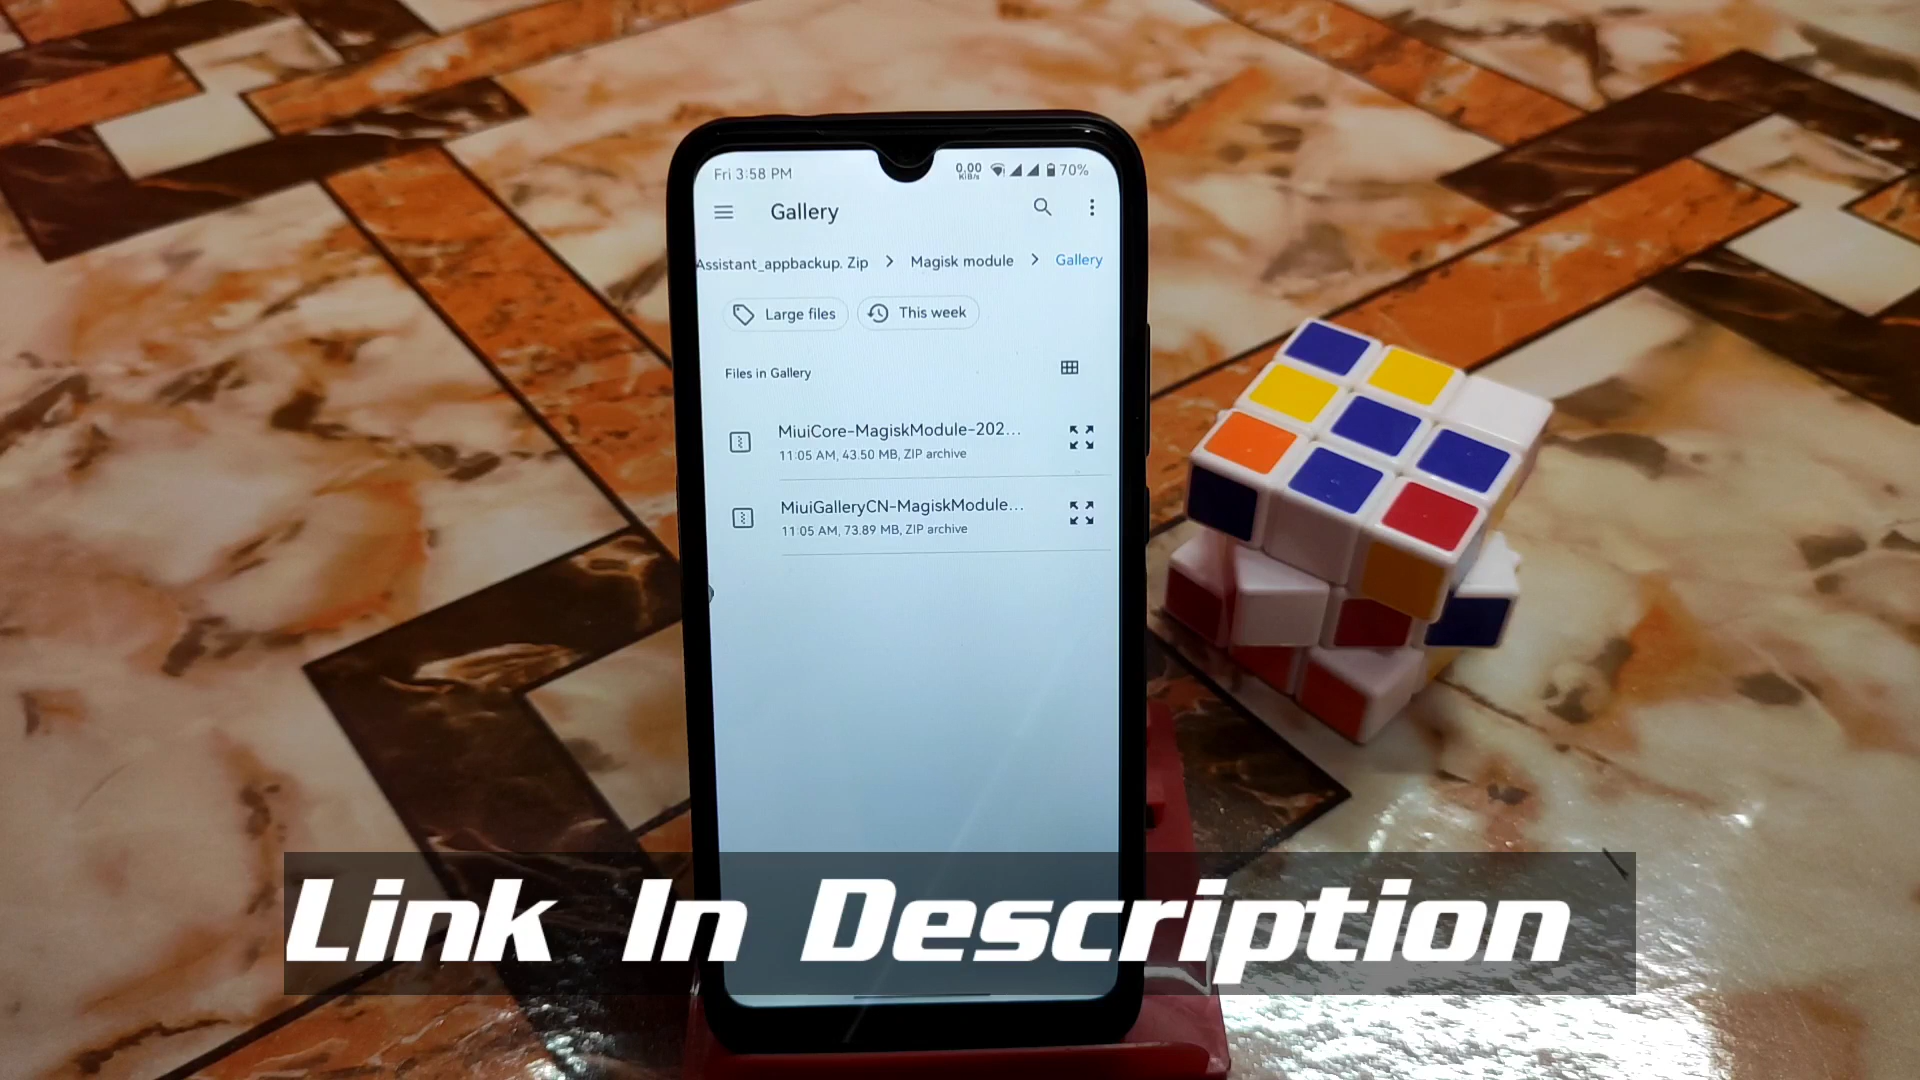 Fri 3:58 PM
0.00
KiB/s
70%
Gallery
Assistant_appbackup. Zip > Magisk module > Gallery
Large files
This week
Files in Gallery
MiuiCore-MagiskModule-202...
11:05 AM, 43.50 MB, ZIP archive
MiuiGalleryCN-MagiskModule...
11:05 AM, 73.89 MB, ZIP archive
Link In Description